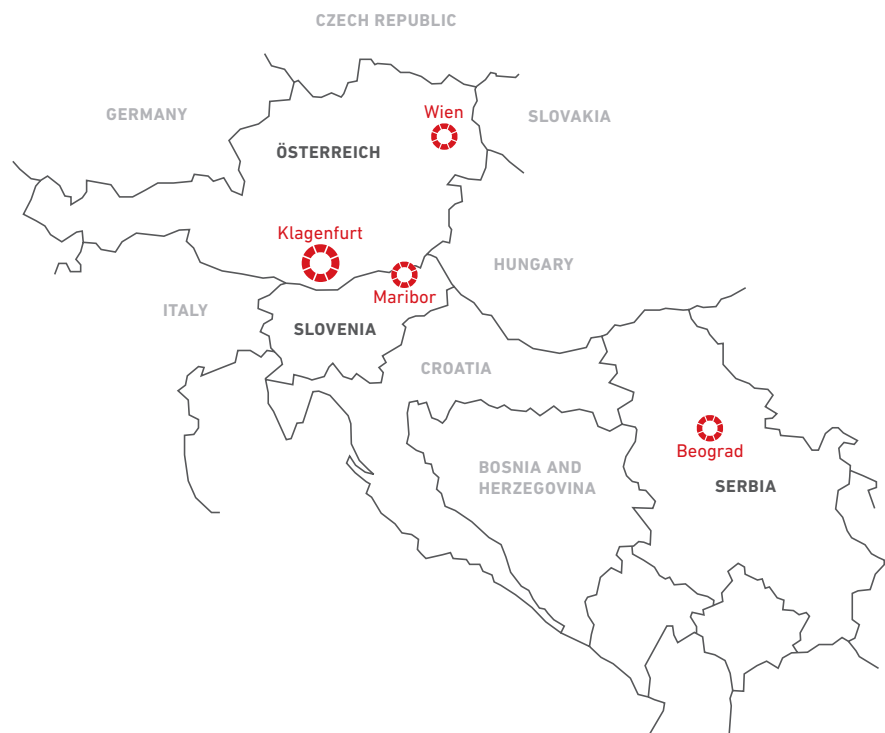 CZECH REPUBLIC
GERMANY
Wien
SLOVAKIA
ÖSTERREICH
Klagenfurt
HUNGARY
Maribor
ITALY
SLOVENIA
CROATIA
Beograd
BOSNIA AND
HERZEGOVINA
SERBIA